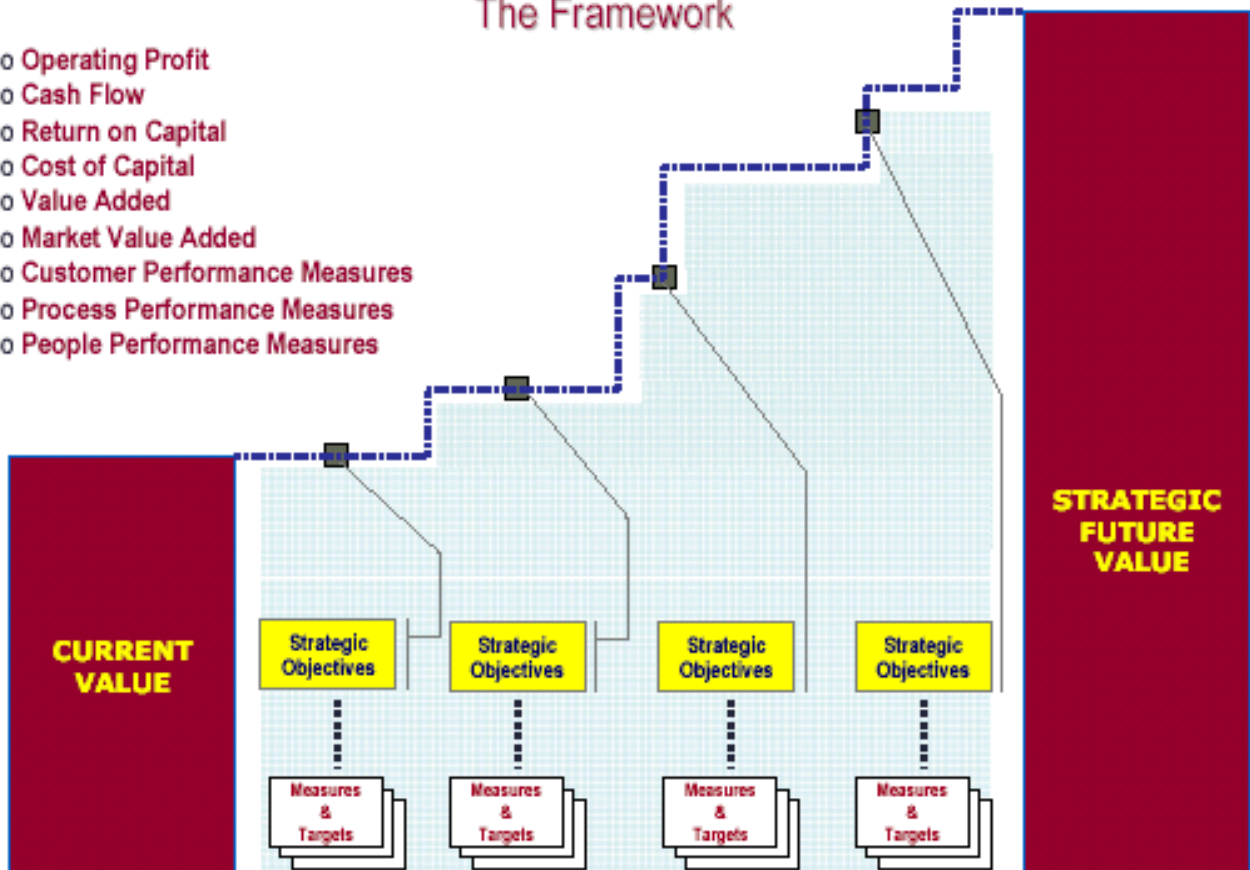 The Framework
o Operating Profit
o Cash Flow
o Return on Capital
o Cost of Capital
o Value Added
o Market Value Added
o Customer Performance Measures
o Process Performance Measures
o People Performance Measures
CURRENT
VALUE
STRATEGIC
FUTURE
VALUE
Strategic
Objectives
Strategic
Objectives
Strategic
Objectives
Strategic
Objectives
Measures
&
Targets
Measures
&
Targets
Measures
&
Targets
Measures
&
Targets